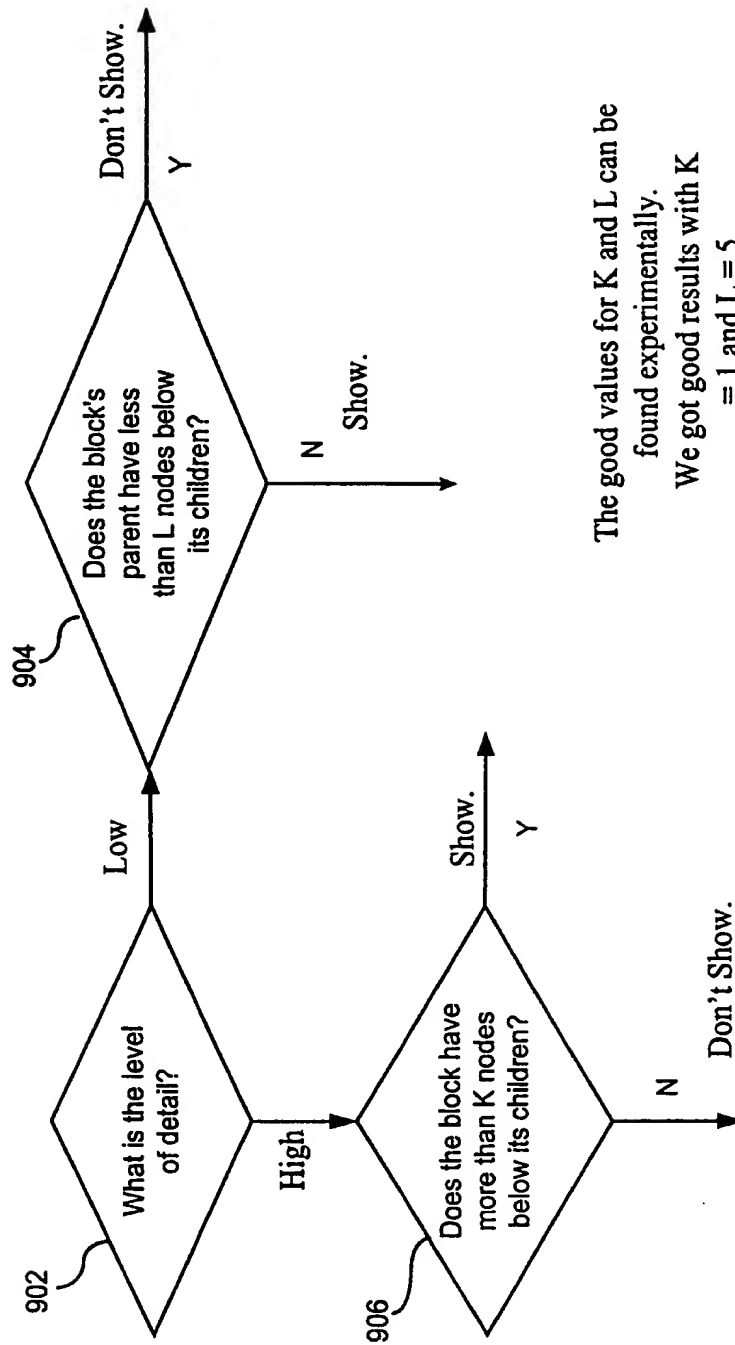 902
What is the level
of detail?
Low
High
904
Does the block's
parent have less
than L nodes below
its children?
Don't Show.
Y
N
Show.
906
Does the block have
more than K nodes
below its children?
Show.
Y
N
Don't Show.
The good values for K and L can be
found experimentally.
We got good results with K
= 1 and L = 5